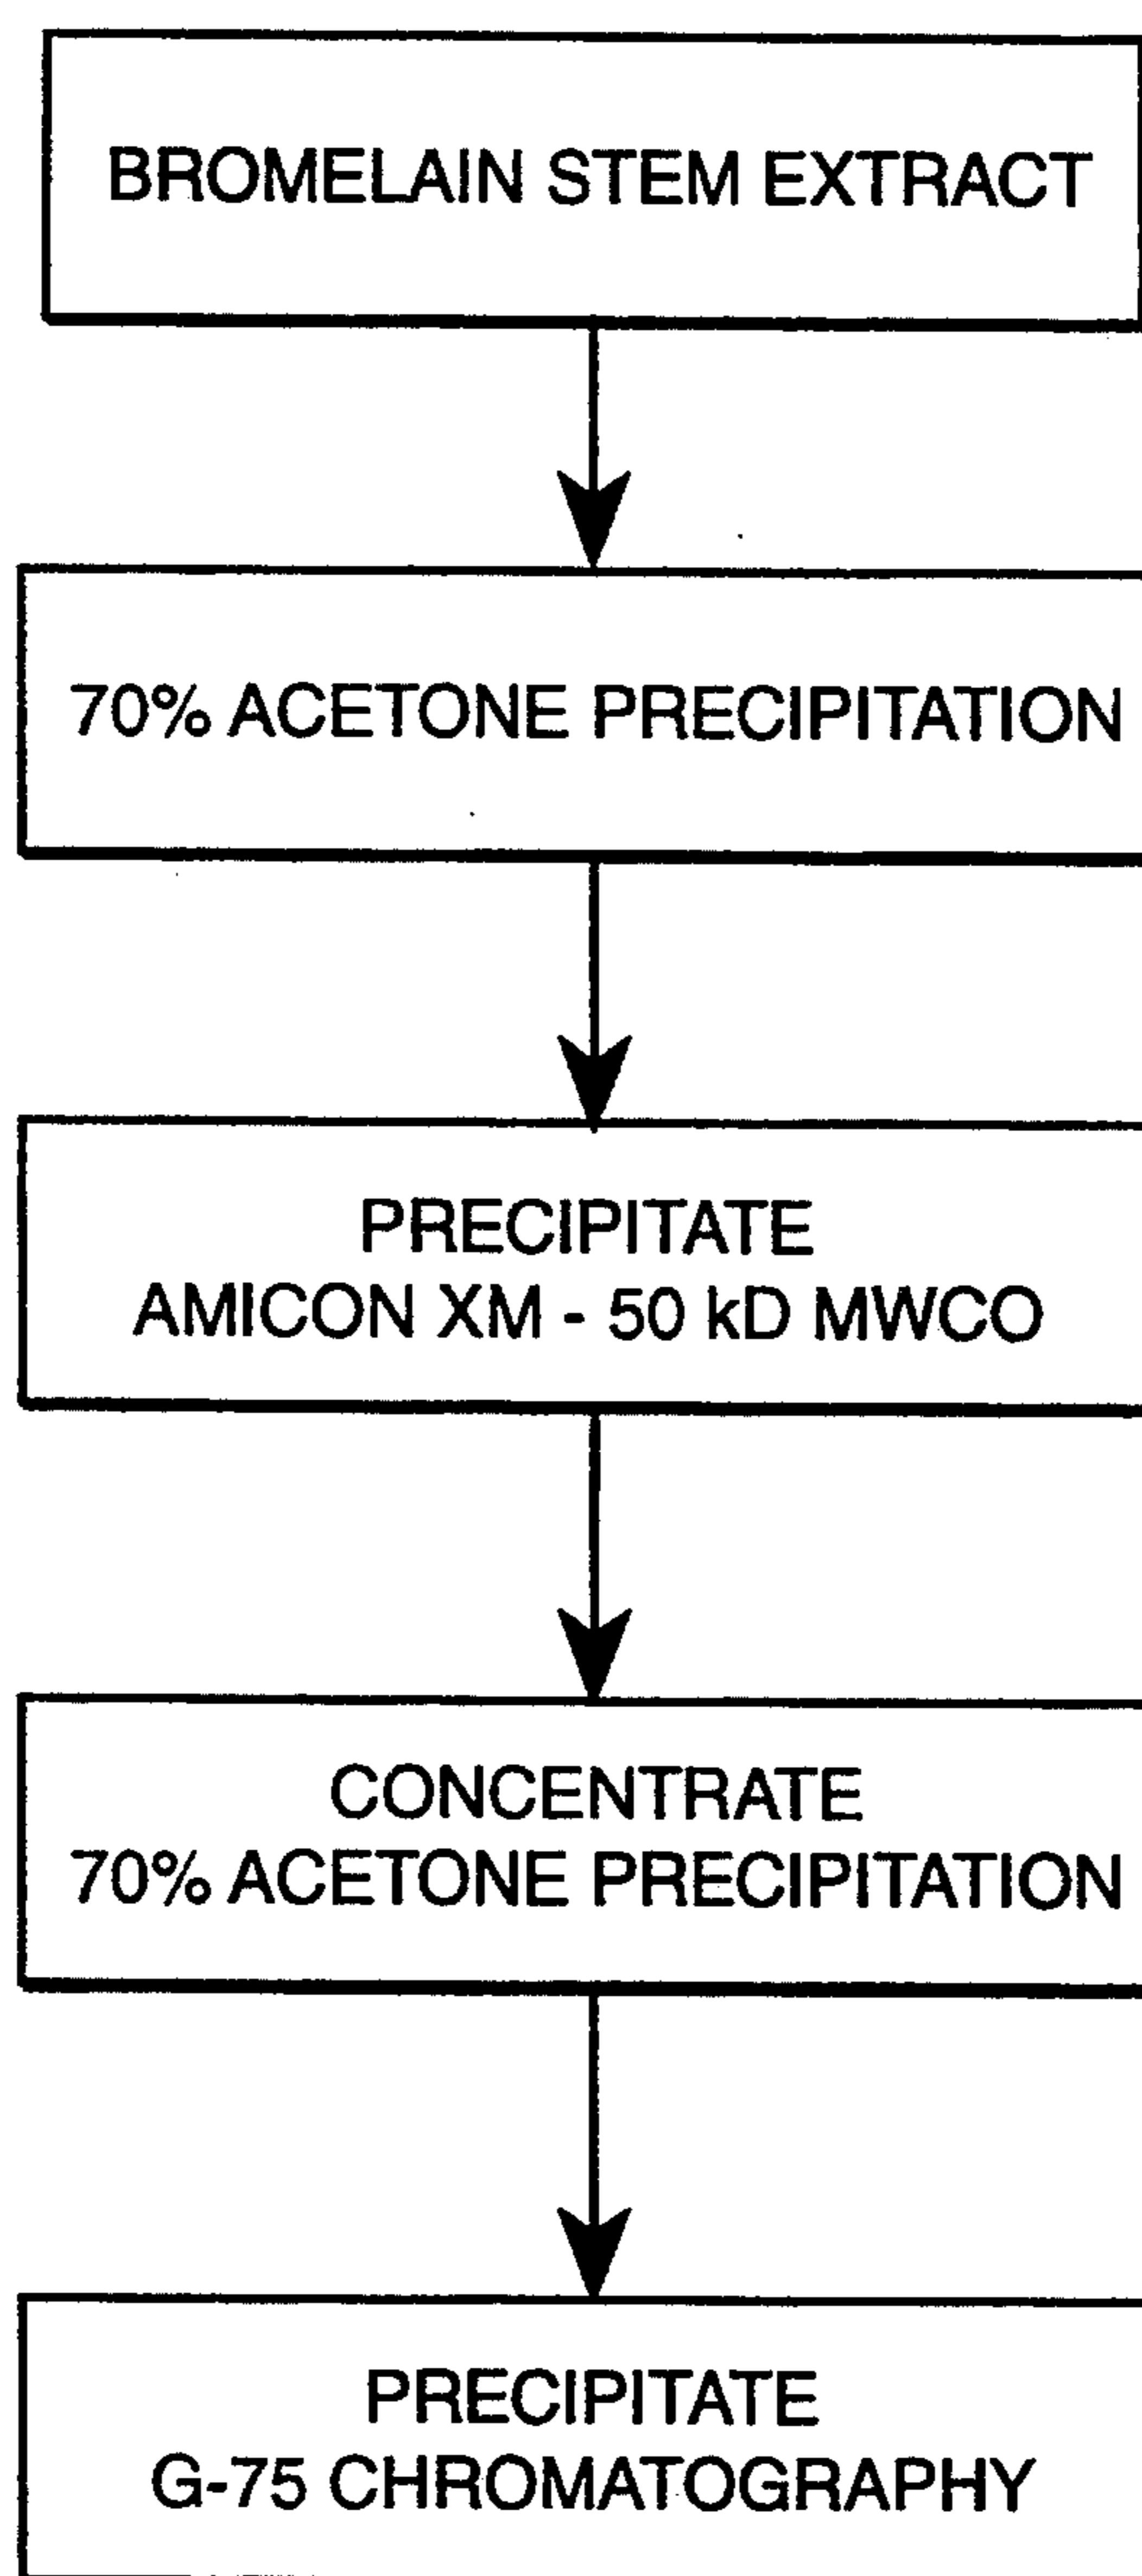 BROMELAIN STEM EXTRACT
70% ACETONE PRECIPITATION
PRECIPITATE
AMICON XM - 50 kD MWCO
CONCENTRATE
70% ACETONE PRECIPITATION
PRECIPITATE
G-75 CHROMATOGRAPHY